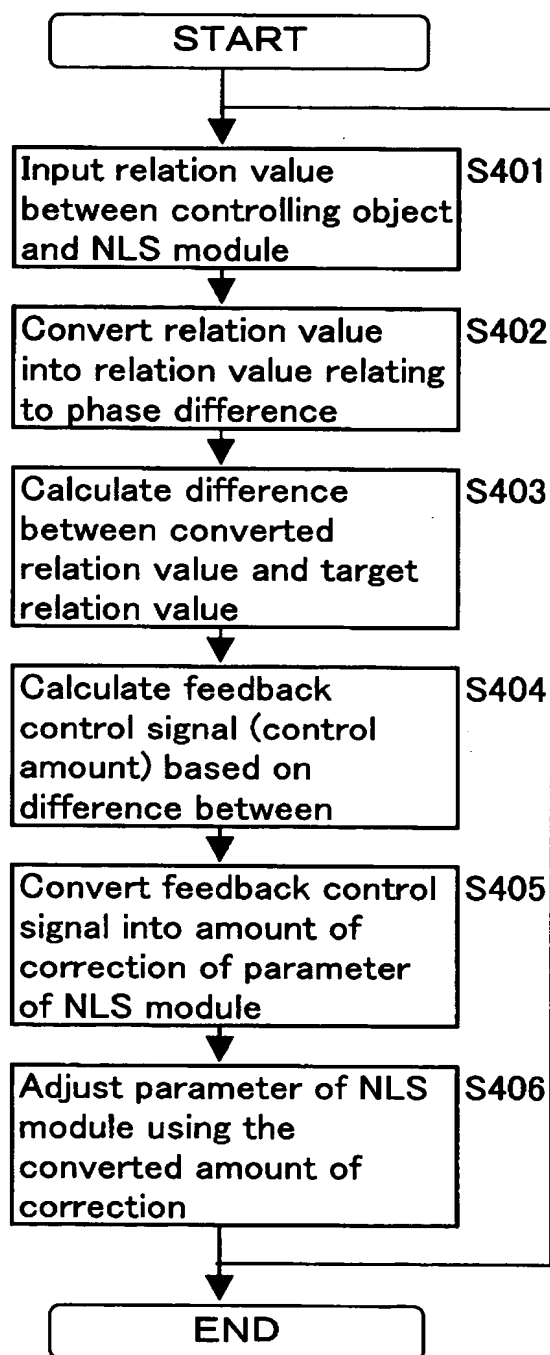 START
Input relation value S401
between controlling object
and NLS module
Convert relation value S402
into relation value relating
to phase difference
Calculate difference S403
between converted
relation value and target
relation value
Calculate feedback S404
control signal (control
amount) based on
difference between
Convert feedback control S405
signal into amount of
correction of parameter
of NLS module
Adjust parameter of NLS S406
module using the
converted amount of
correction
END